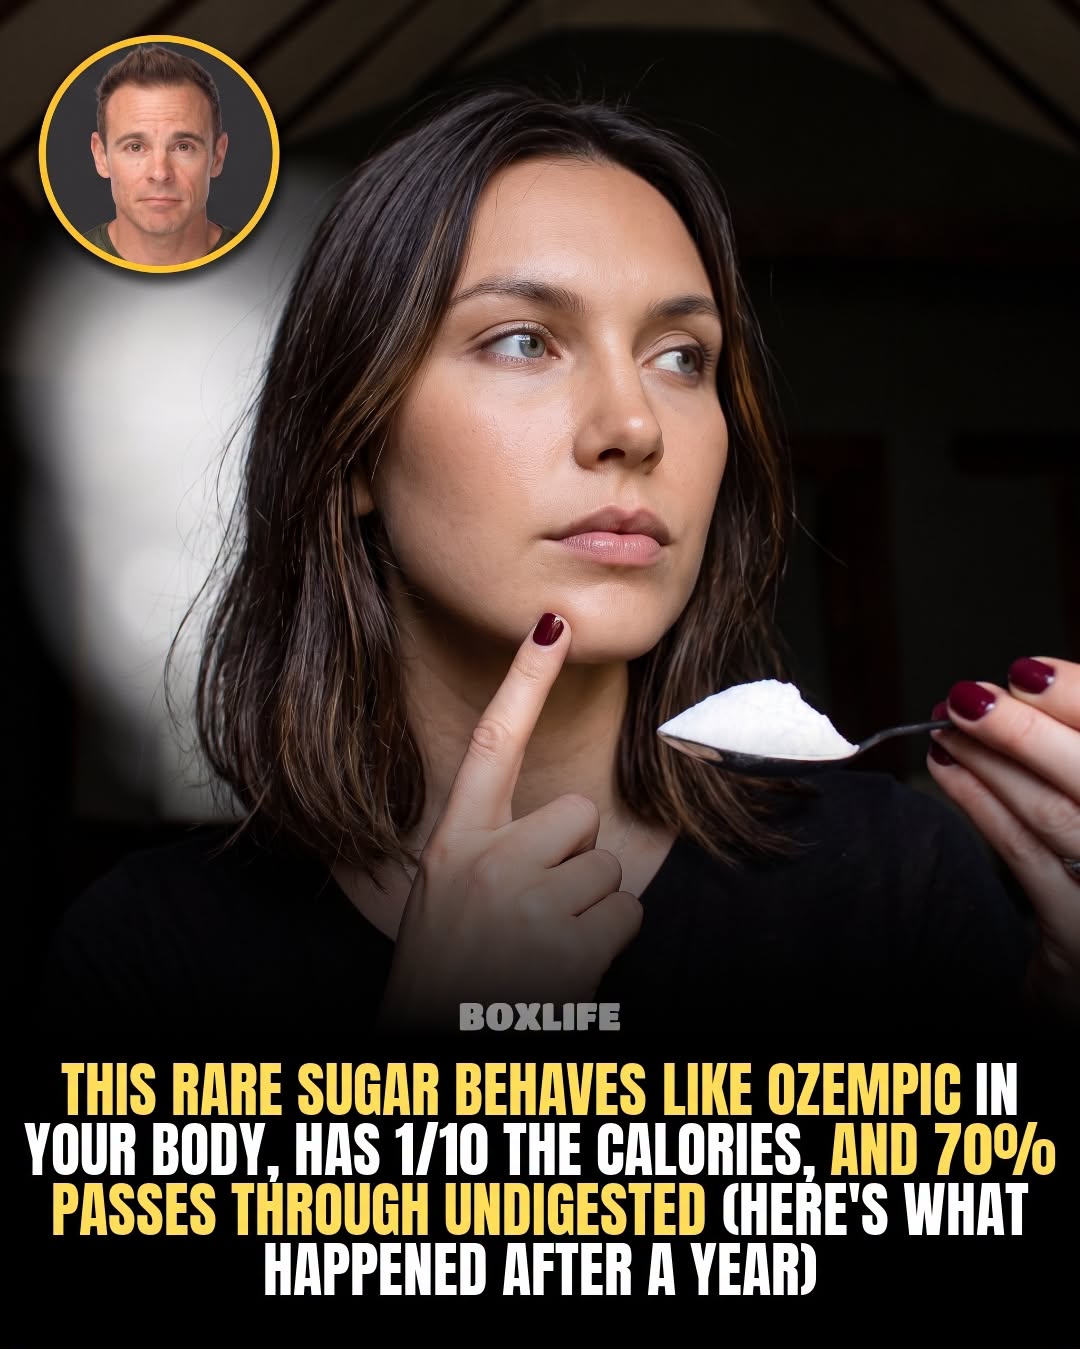 BOXLIFE
THIS RARE SUGAR BEHAVES LIKE OZEMPIC IN
YOUR BODY, HAS 1/10 THE CALORIES, AND 70%
PASSES THROUGH UNDIGESTED (HERE'S WHAT
HAPPENED AFTER A YEAR)